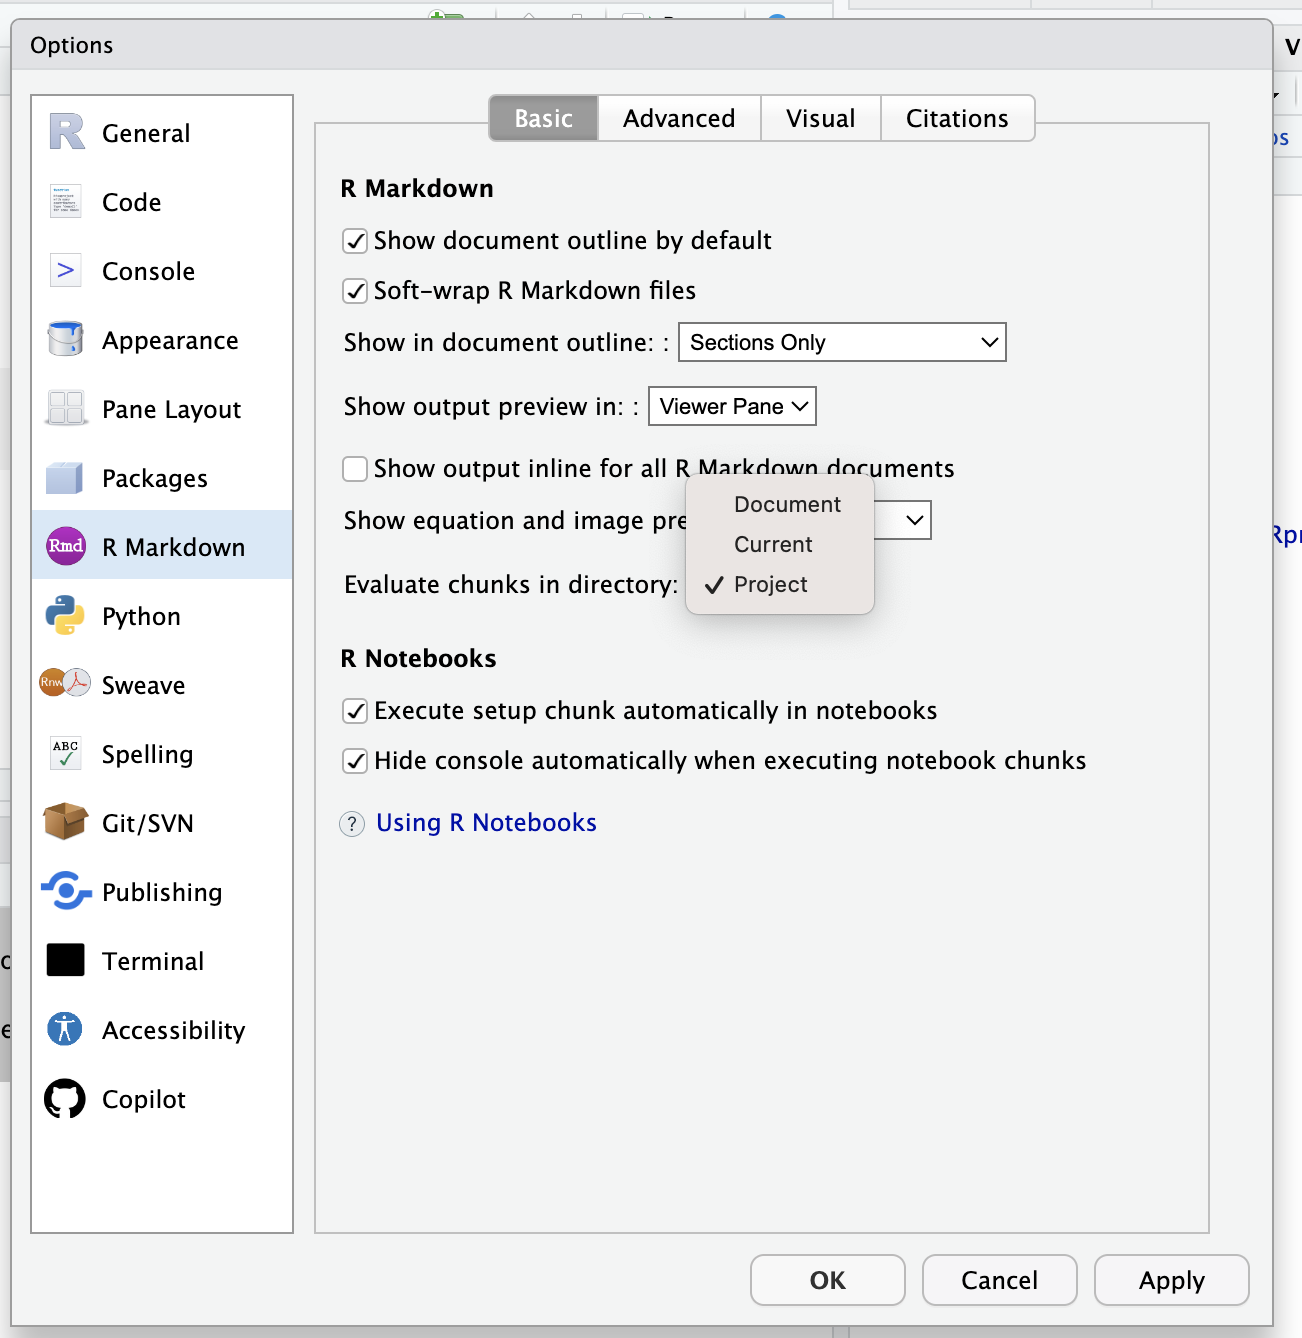 Options
General
Code
Console
Appearance
Pane Layout
Packages
Rmd R Markdown
Python
Rnw Sweave
ABC Spelling
Git/SVN
Publishing
Terminal
Accessibility
Copilot
Basic Advanced Visual Citations
R Markdown
Show document outline by default
Soft-wrap R Markdown files
Show in document outline: : Sections Only
Show output preview in: : Viewer Pane
Show output inline for all R Markdown documents
Show equation and image pre
Evaluate chunks in directory:
Document
Current
Project
R Notebooks
Execute setup chunk automatically in notebooks
Hide console automatically when executing notebook chunks
? Using R Notebooks
OK Cancel Apply